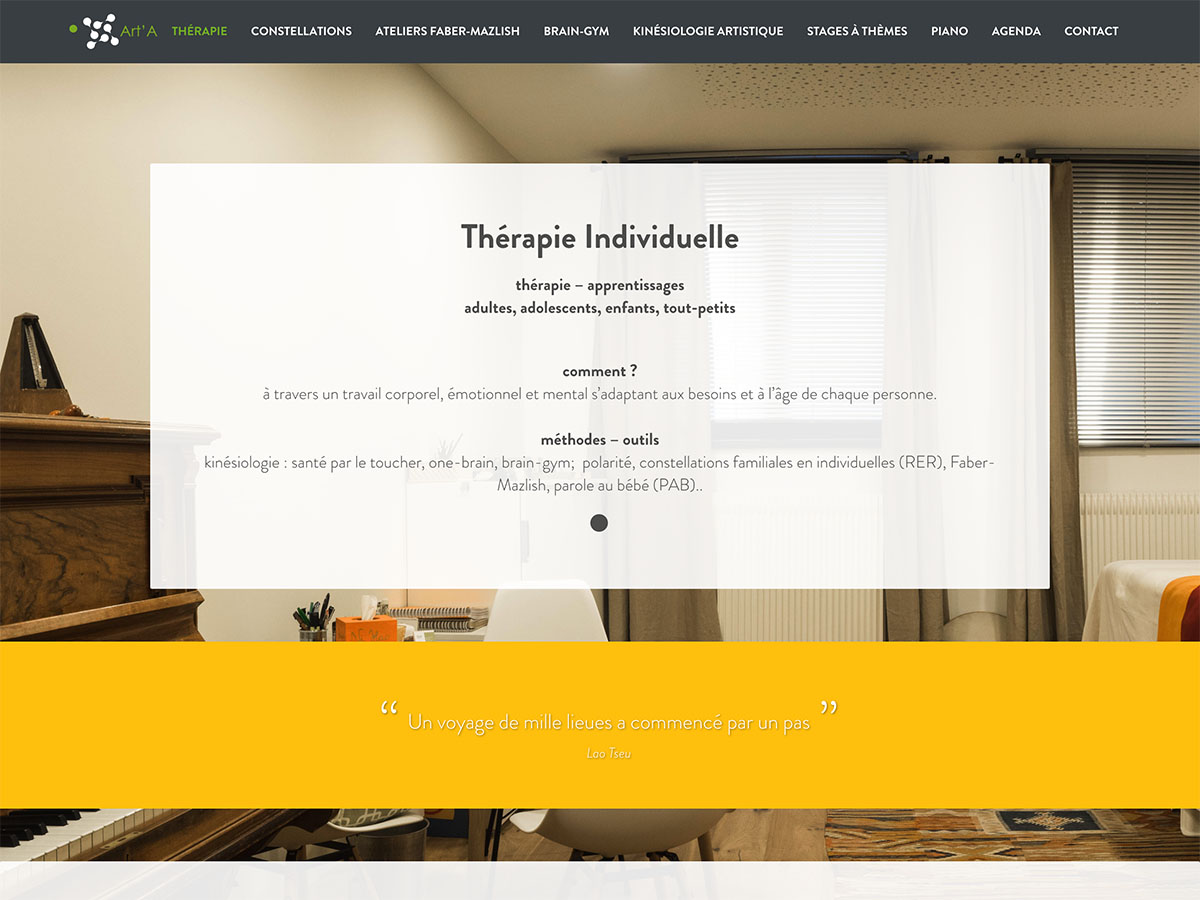 Art'A THÉRAPIE CONSTELLATIONS ATELIERS FABER-MAZLISH BRAIN-GYM KINÉSIOLOGIE ARTISTIQUE STAGES À THÈMES PIANO AGENDA CONTACT
Thérapie Individuelle
thérapie – apprentissages
adultes, adolescents, enfants, tout-petits
comment ?
à travers un travail corporel, émotionnel et mental s’adaptant aux besoins et à l’âge de chaque personne.
méthodes – outils
kinésiologie : santé par le toucher, one-brain, brain-gym;  polarité, constellations familiales en individuelles (RER), Faber-
Mazlish, parole au bébé (PAB)..
“ Un voyage de mille lieues a commencé par un pas ”
Lao Tseu